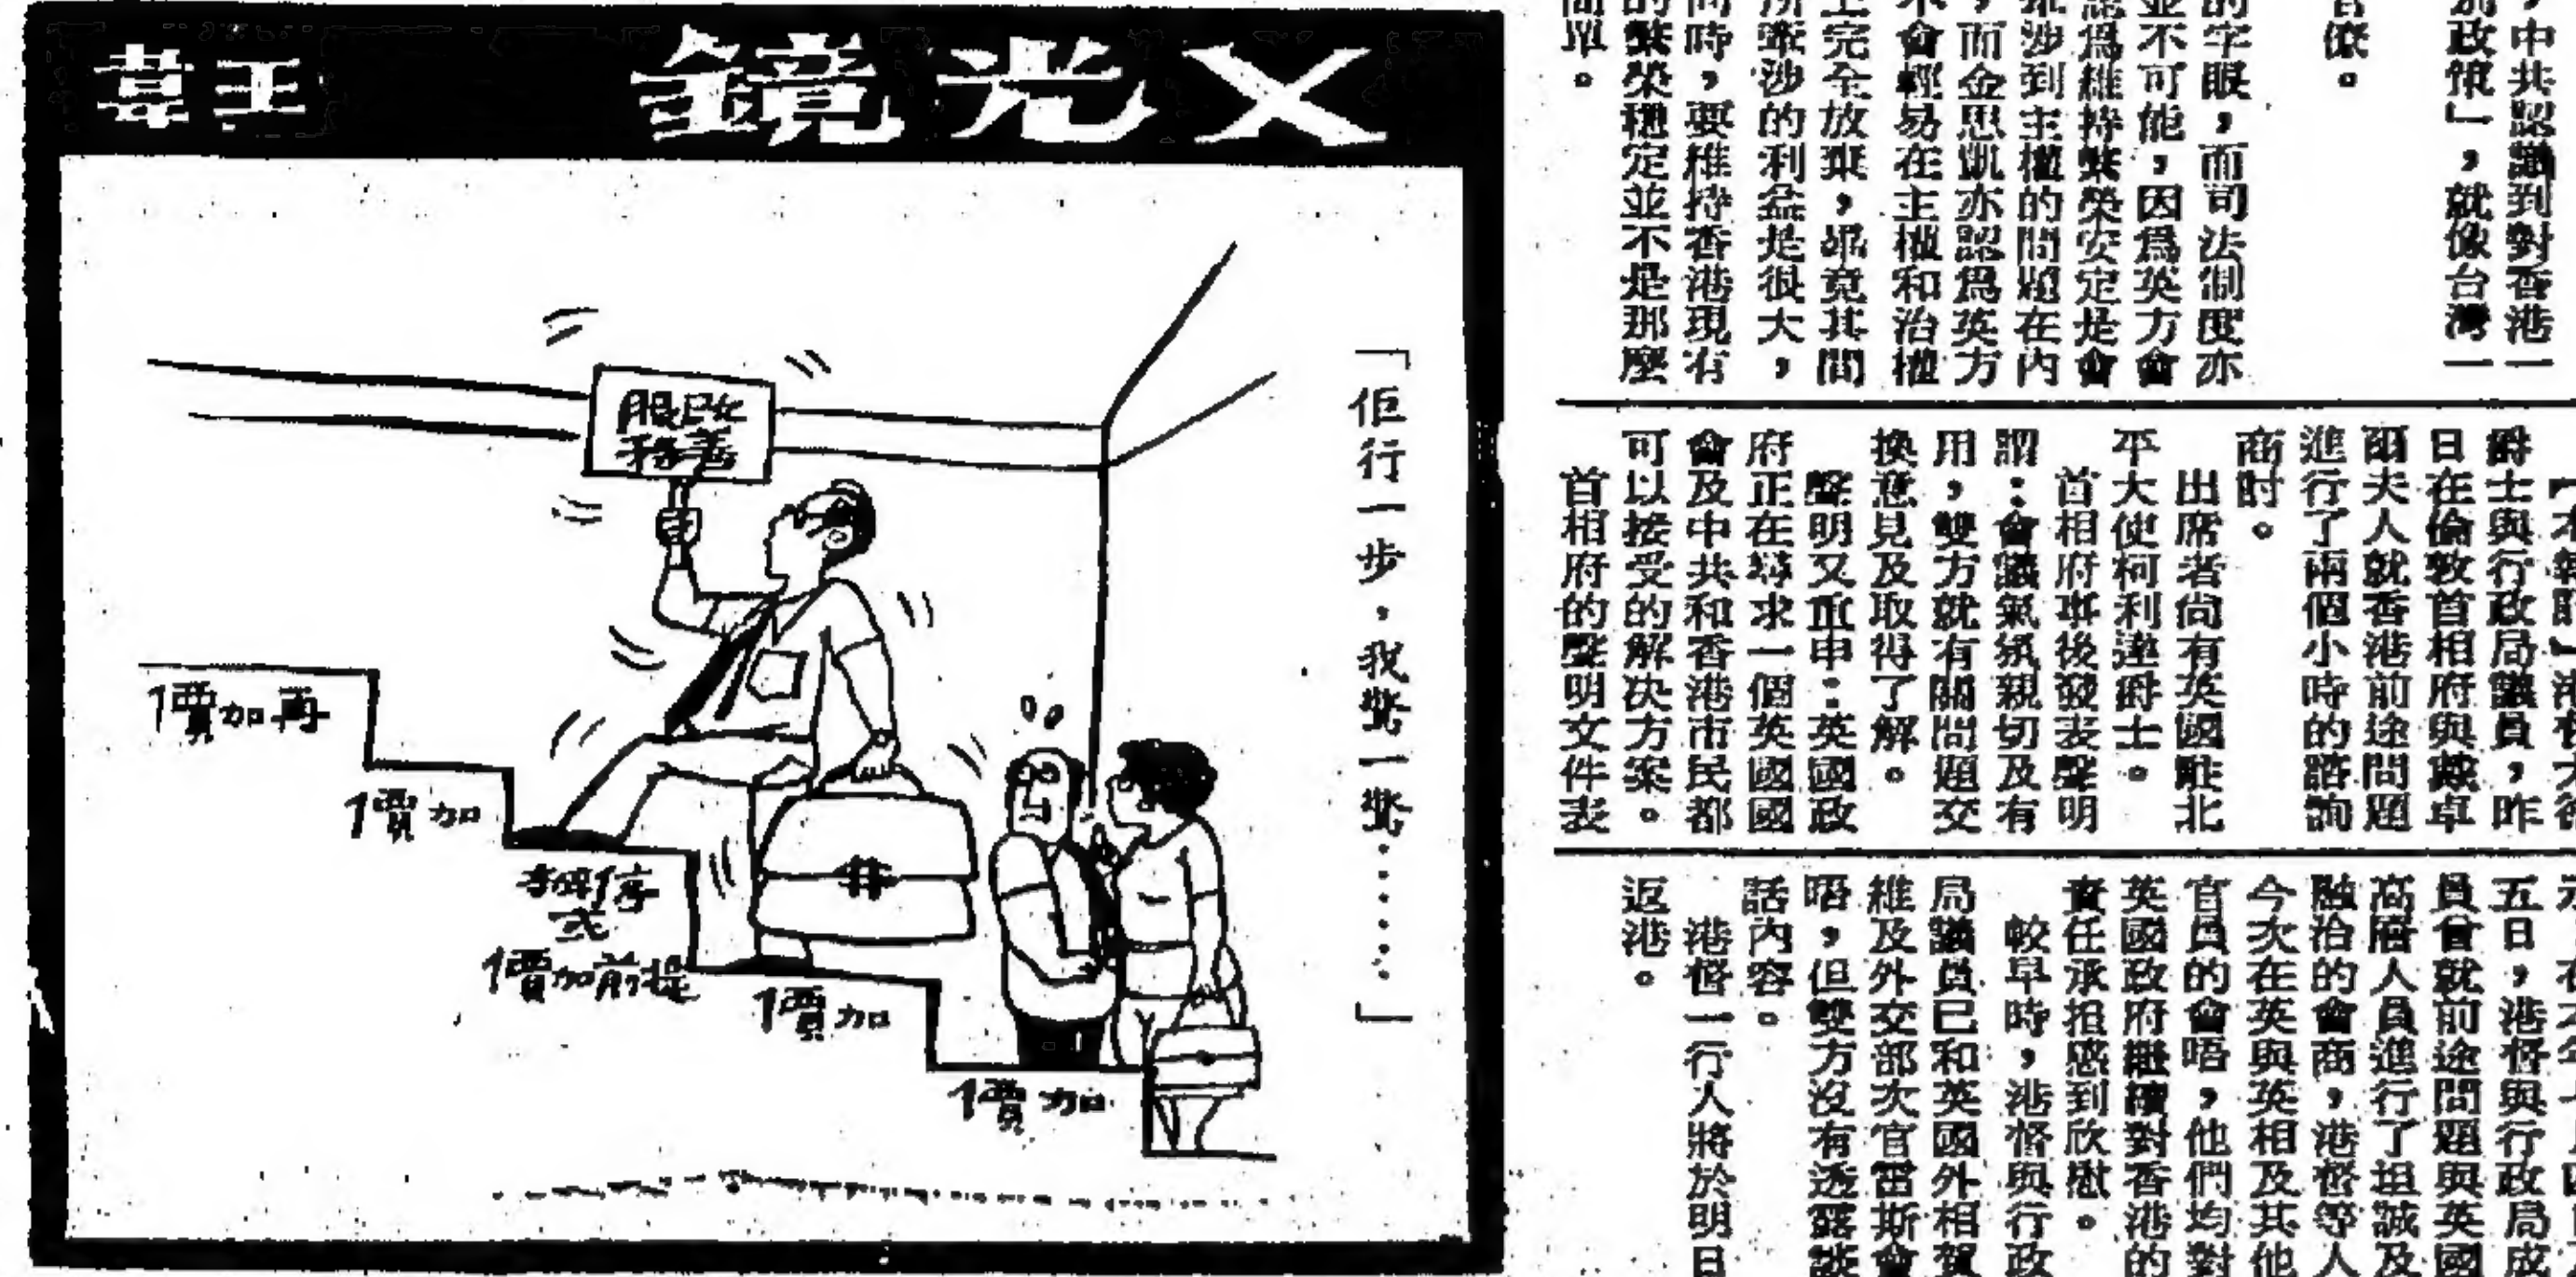 X光鏡
王葦
「佢行一步，我驚一驚……」
改善
服務
再加價
加價
停
或
提前加價
加價
加價
，中共認識到對香港一
別政策」，就像台灣一
官僚。
的字眼，而司法制度亦
並不可能，因爲英方會
認爲維持繁榮安定是會
牽涉到主權的問題在內
，而金思凱亦認爲英方
不會輕易在主權和治權
上完全放棄，畢竟其間
所牽涉的利益是很大，
同時，要維持香港現有
的繁榮穩定並不是那麼
簡單。
爵士與行政局議員，昨
日在倫敦首相府與戴卓
爾夫人就香港前途問題
進行了兩個小時的諮詢
商討。
出席者尚有英國駐北
平大使柯利達爵士。
首相府事後發表聲明
謂：會議氣氛親切及有
用，雙方就有關問題交
換意見及取得了解。
聲明又重申：英國政
府正在尋求一個英國國
會及中共和香港市民都
可以接受的解决方案。
首相府的聲明文件表
五日，港督與行政局成
員曾就前途問題與英國
高層人員進行了坦誠及
融洽的會商，港督等人
今次在英與英相及其他
官員的會晤，他們均對
英國政府繼續對香港的
責任承担感到欣慰。
較早時，港督與行政
局議員已和英國外相賀
維及外交部次官雷斯會
晤，但雙方沒有透露談
話內容。
港督一行人將於明日
返港。